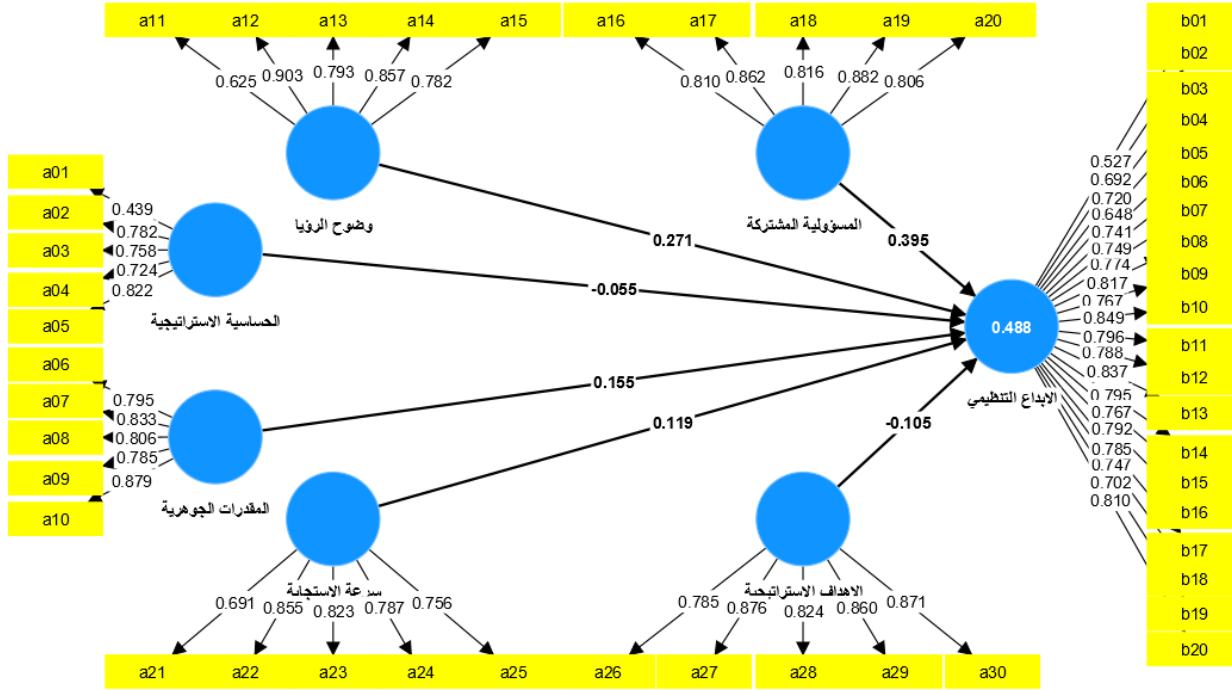 a11 a12 a13 a14 a15 a16 a17 a18 a19 a20
0.625 0.903 0.793 0.857 0.782
0.810 0.862 0.816 0.882 0.806
وضوح الرؤيا
المسؤولية المشتركة
a01
a02
a03
a04
a05
0.439
0.782
0.758
0.724
0.822
الحساسية الاستراتيجية
a06
a07
a08
a09
a10
0.795
0.833
0.806
0.785
0.879
المقدرات الجوهرية
0.271
0.395
-0.055
0.155
0.119
-0.105
0.488
الابداع التنظيمي
0.527
0.692
0.720
0.648
0.741
0.749
0.774
0.817
0.767
0.849
0.796
0.788
0.837
0.795
0.767
0.792
0.785
0.747
0.702
0.810
b01
b02
b03
b04
b05
b06
b07
b08
b09
b10
b11
b12
b13
b14
b15
b16
b17
b18
b19
b20
سرعة الاستجابة
الاهداف الاستراتيجية
0.691 0.855 0.823 0.787 0.756
0.785 0.876 0.824 0.860 0.871
a21 a22 a23 a24 a25 a26 a27 a28 a29 a30